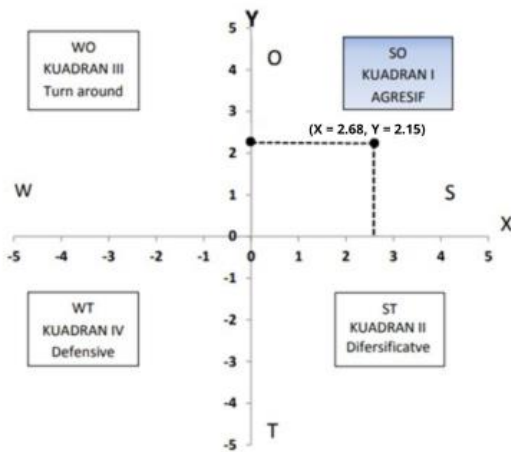 Y
5
WO
KUADRAN III
Turn around
O
SO
KUADRAN I
AGRESIF
4
3
(X = 2.68, Y = 2.15)
2
W
1
S
0
X
-5 -4 -3 -2 -1 0 1 2 3 4 5
-1
WT
KUADRAN IV
Defensive
ST
KUADRAN II
Difersificatve
-2
-3
-4
T
-5